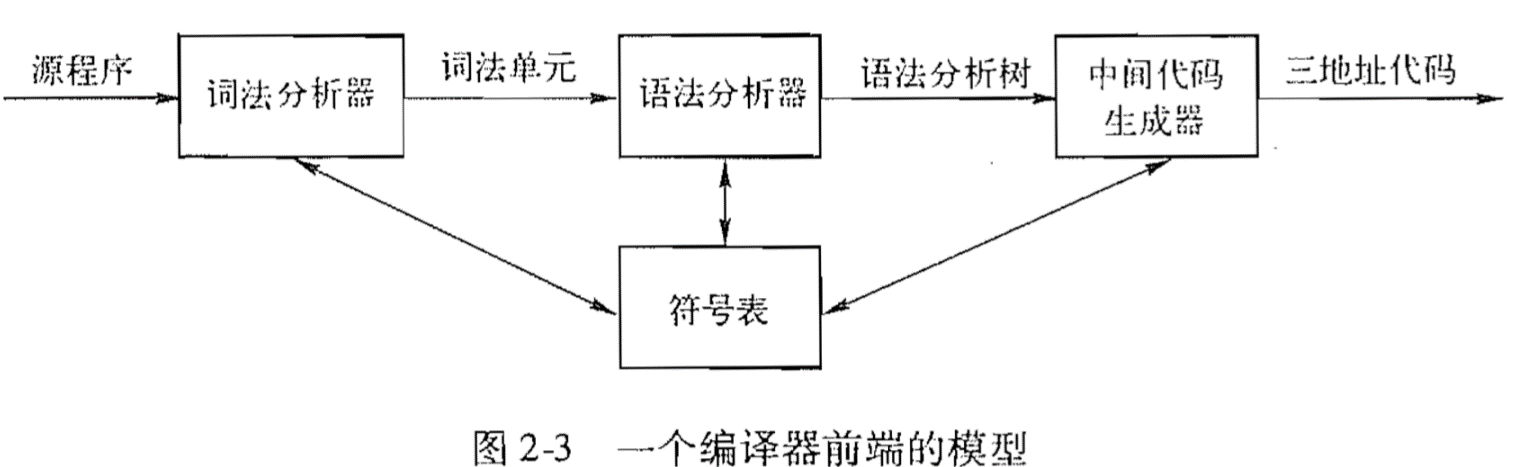 源程序
词法分析器
词法单元
语法分析器
语法分析树
中间代码
生成器
三地址代码
符号表
图 2-3 一个编译器前端的模型